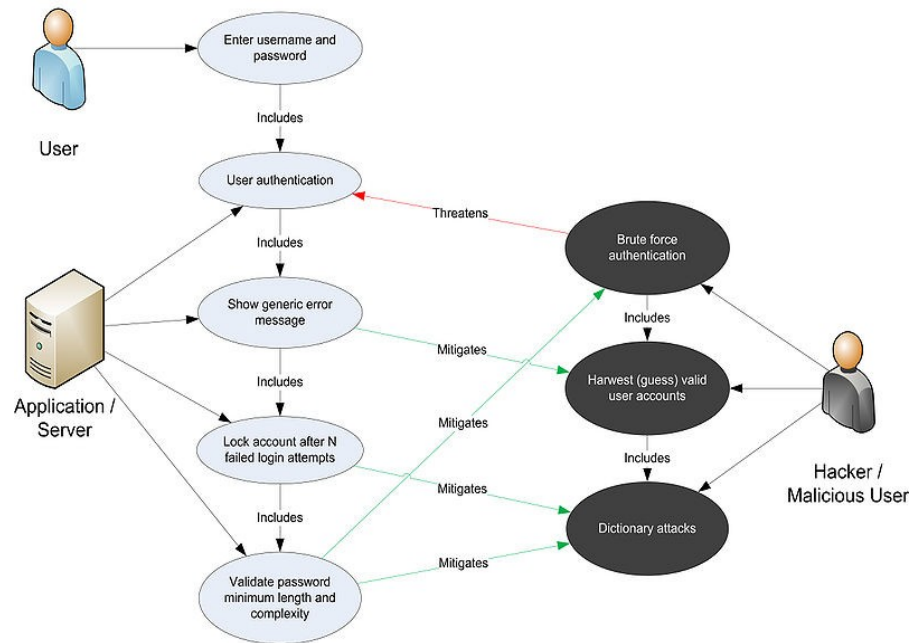 Enter username and
password
User
Includes
User authentication
Threatens
Includes
Brute force
authentication
Show generic error
message
Includes
Mitigates
Harwest (guess) valid
user accounts
Includes
Application /
Server
Mitigates
Lock account after N
failed login attempts
Includes
Hacker /
Malicious User
Mitigates
Includes
Dictionary attacks
Mitigates
Validate password
minimum length and
complexity